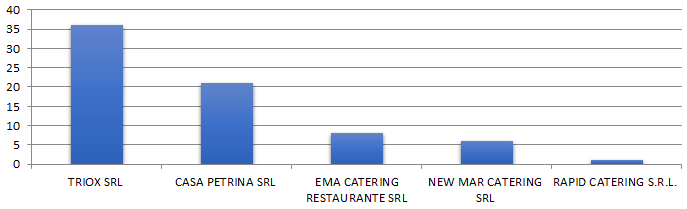 40
35
30
25
20
15
10
5
0
TRIOX SRL
CASA PETRINA SRL
EMA CATERING
RESTAURANTE SRL
NEW MAR CATERING
SRL
RAPID CATERING S.R.L.